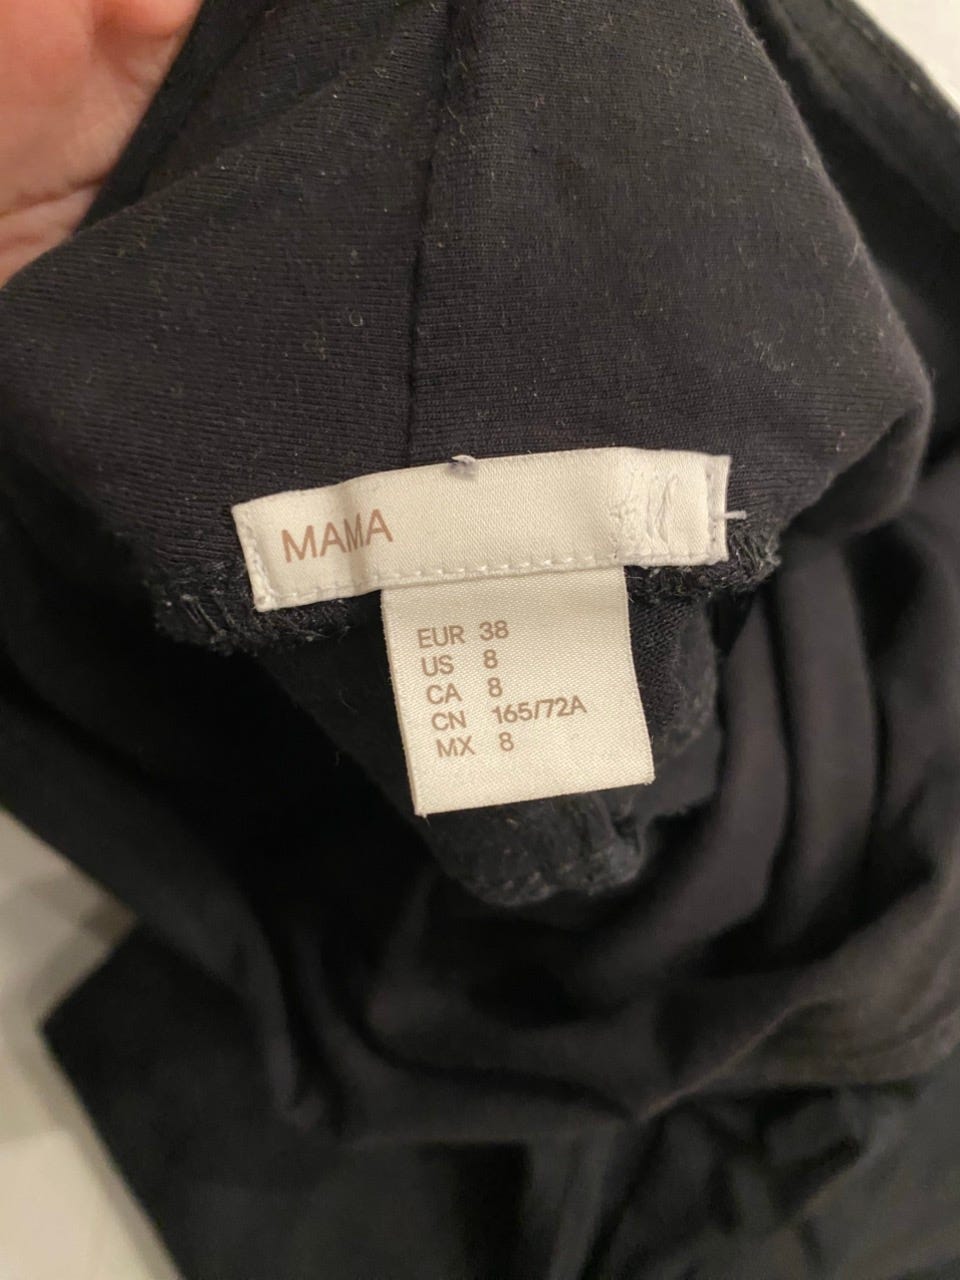 MAMA
EUR 38
US 8
CA 8
CN 165/72A
MX 8